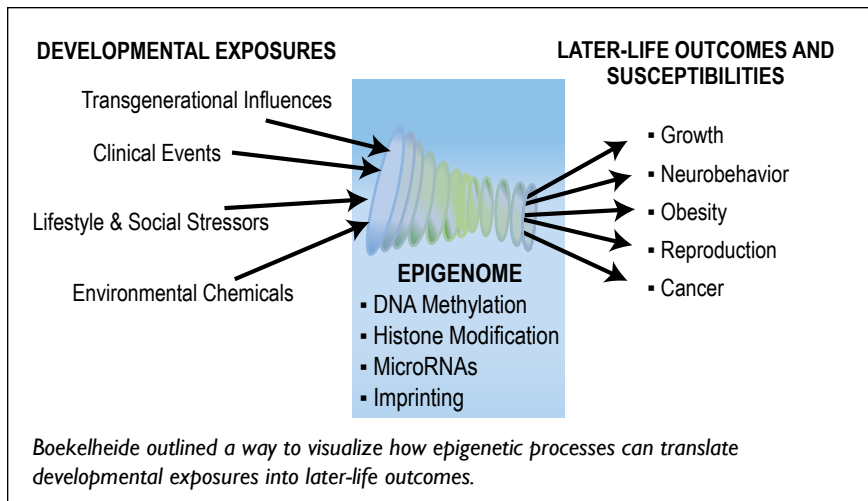 DEVELOPMENTAL EXPOSURES
Transgenerational Influences
Clinical Events
Lifestyle & Social Stressors
Environmental Chemicals
EPIGENOME
▪ DNA Methylation
▪ Histone Modification
▪ MicroRNAs
▪ Imprinting
LATER-LIFE OUTCOMES AND
SUSCEPTIBILITIES
▪ Growth
▪ Neurobehavior
▪ Obesity
▪ Reproduction
▪ Cancer
Boekelheide outlined a way to visualize how epigenetic processes can translate
developmental exposures into later-life outcomes.